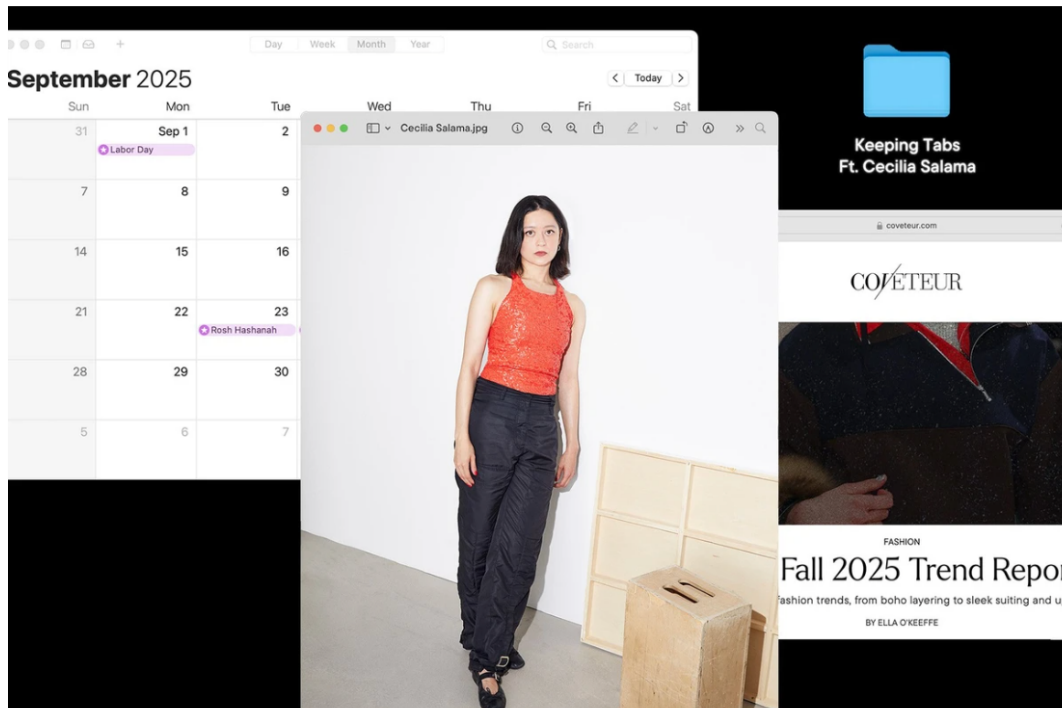 Day Week Month Year
Search
September 2025
Today
Sun Mon Tue Wed Thu Fri Sat
31 Sep 1 2
Labor Day
7 8 9
14 15 16
21 22 23
Rosh Hashanah
28 29 30
5 6 7
Cecilia Salama.jpg
Keeping Tabs
Ft. Cecilia Salama
coveteur.com
COVETEUR
FASHION
Fall 2025 Trend Repo
fashion trends, from boho layering to sleek suiting and u
BY ELLA O'KEEFFE